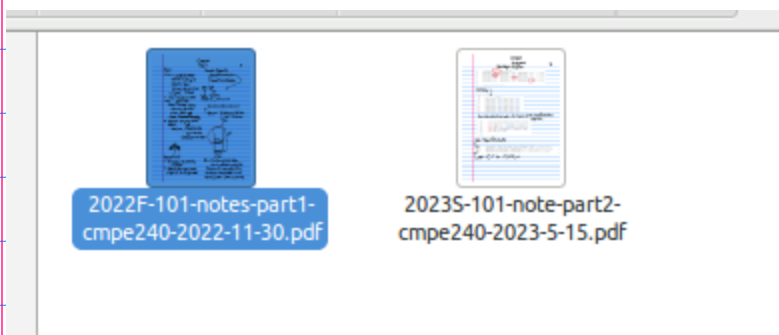 2022F-101-notes-part1-
cmpe240-2022-11-30.pdf
2023S-101-note-part2-
cmpe240-2023-5-15.pdf